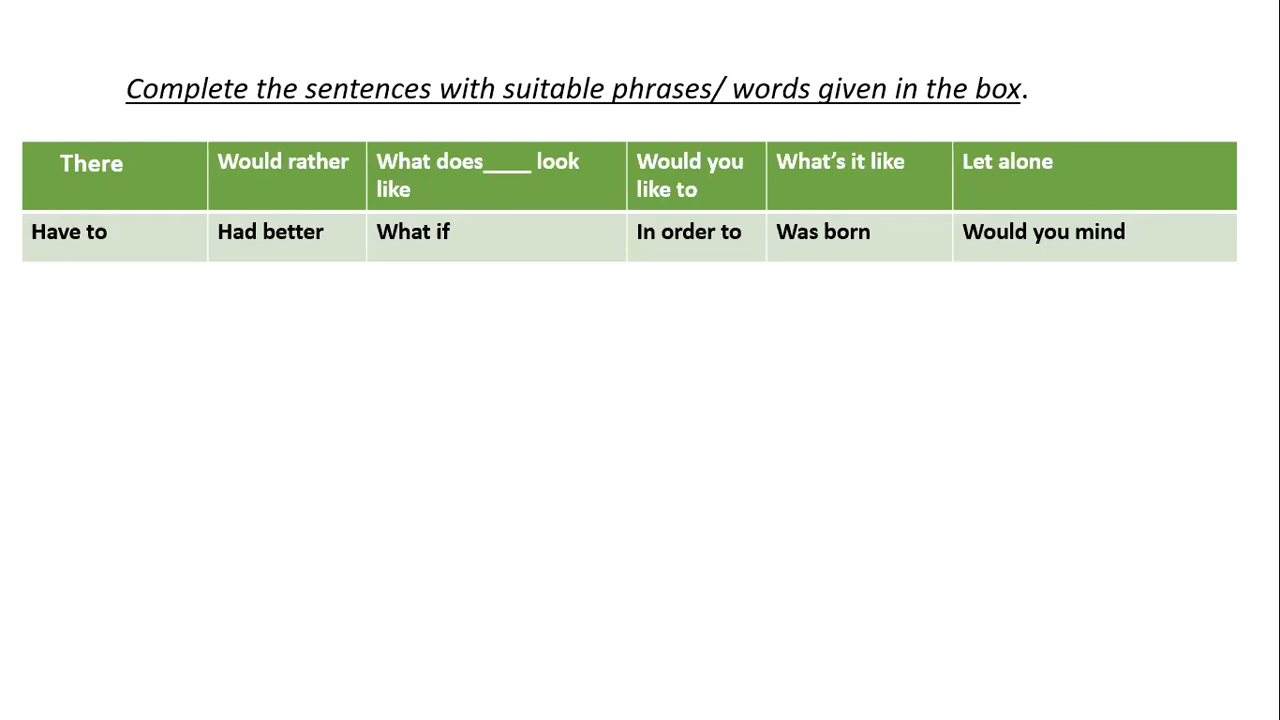 Complete the sentences with suitable phrases/ words given in the box.
There Would rather What does____ look like Would you like to What's it like Let alone
Have to Had better What if In order to Was born Would you mind